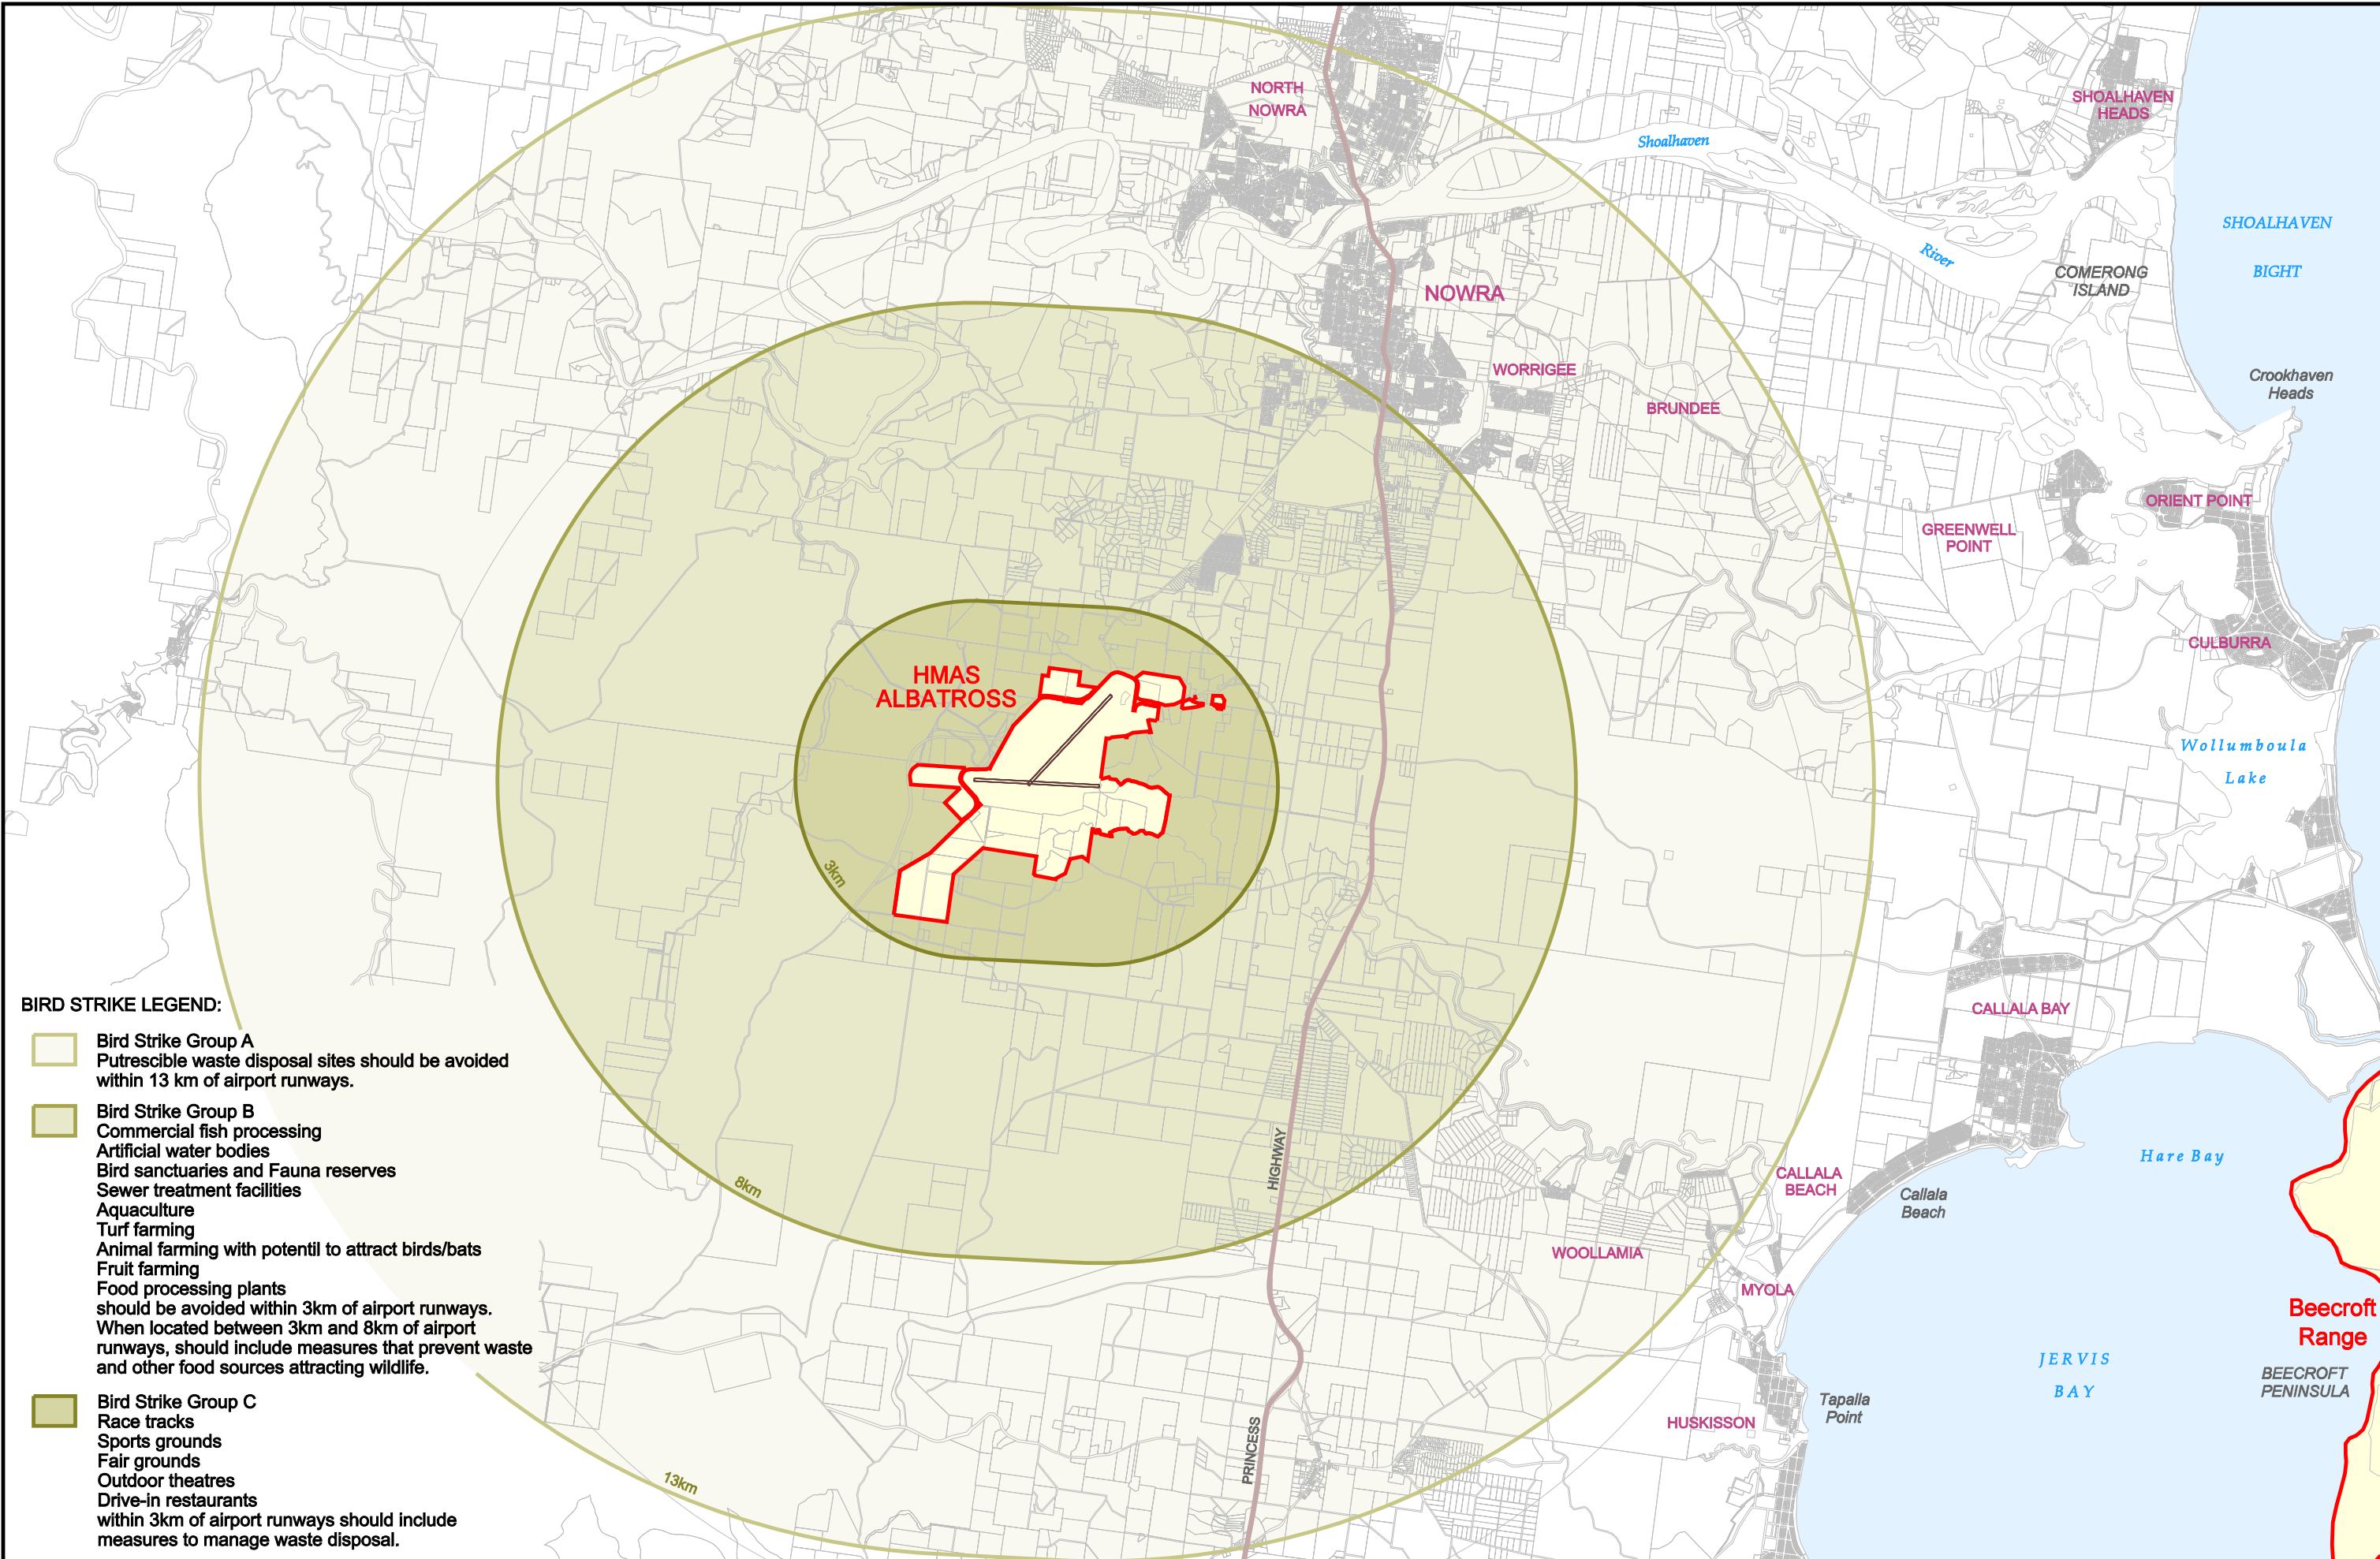 NORTH
NOWRA
SHOALHAVEN
HEADS
Shoalhaven
River
SHOALHAVEN
BIGHT
COMERONG
ISLAND
NOWRA
WORRIGEE
BRUNDEE
Crookhaven
Heads
ORIENT POINT
GREENWELL
POINT
CULBURRA
HMAS
ALBATROSS
Wollumboula
Lake
3km
CALLALA BAY
8km
HIGHWAY
Hare Bay
CALLALA
BEACH
Callala
Beach
WOOLLAMIA
MYOLA
Beecroft
Range
JERVIS
BAY
BEECROFT
PENINSULA
Tapalla
Point
HUSKISSON
PRINCESS
13km
BIRD STRIKE LEGEND:
Bird Strike Group A
Putrescible waste disposal sites should be avoided
within 13 km of airport runways.
Bird Strike Group B
Commercial fish processing
Artificial water bodies
Bird sanctuaries and Fauna reserves
Sewer treatment facilities
Aquaculture
Turf farming
Animal farming with potentil to attract birds/bats
Fruit farming
Food processing plants
should be avoided within 3km of airport runways.
When located between 3km and 8km of airport
runways, should include measures that prevent waste
and other food sources attracting wildlife.
Bird Strike Group C
Race tracks
Sports grounds
Fair grounds
Outdoor theatres
Drive-in restaurants
within 3km of airport runways should include
measures to manage waste disposal.